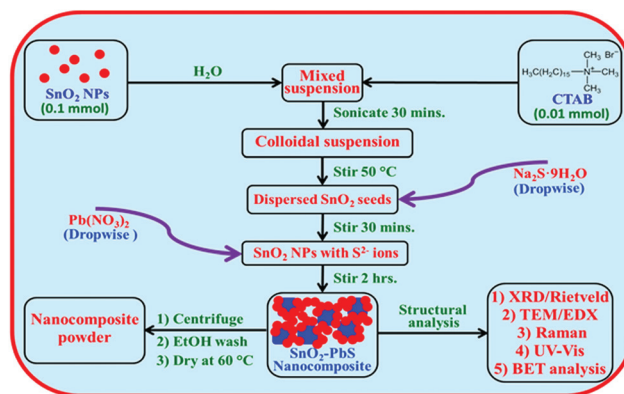 SnO₂ NPs
(0.1 mmol)
H₂O
Mixed
suspension
CH₃ Br⁻
H₃C(H₂C)₁₅—N⁺—CH₃
CH₃
CTAB
(0.01 mmol)
Sonicate 30 mins.
Colloidal suspension
Stir 50 °C
Na₂S·9H₂O
(Dropwise)
Dispersed SnO₂ seeds
Pb(NO₃)₂
(Dropwise )
Stir 30 mins.
SnO₂ NPs with S²⁻ ions
Stir 2 hrs.
Nanocomposite
powder
1) Centrifuge
2) EtOH wash
3) Dry at 60 °C
SnO₂-PbS
Nanocomposite
Structural
analysis
1) XRD/Rietveld
2) TEM/EDX
3) Raman
4) UV-Vis
5) BET analysis